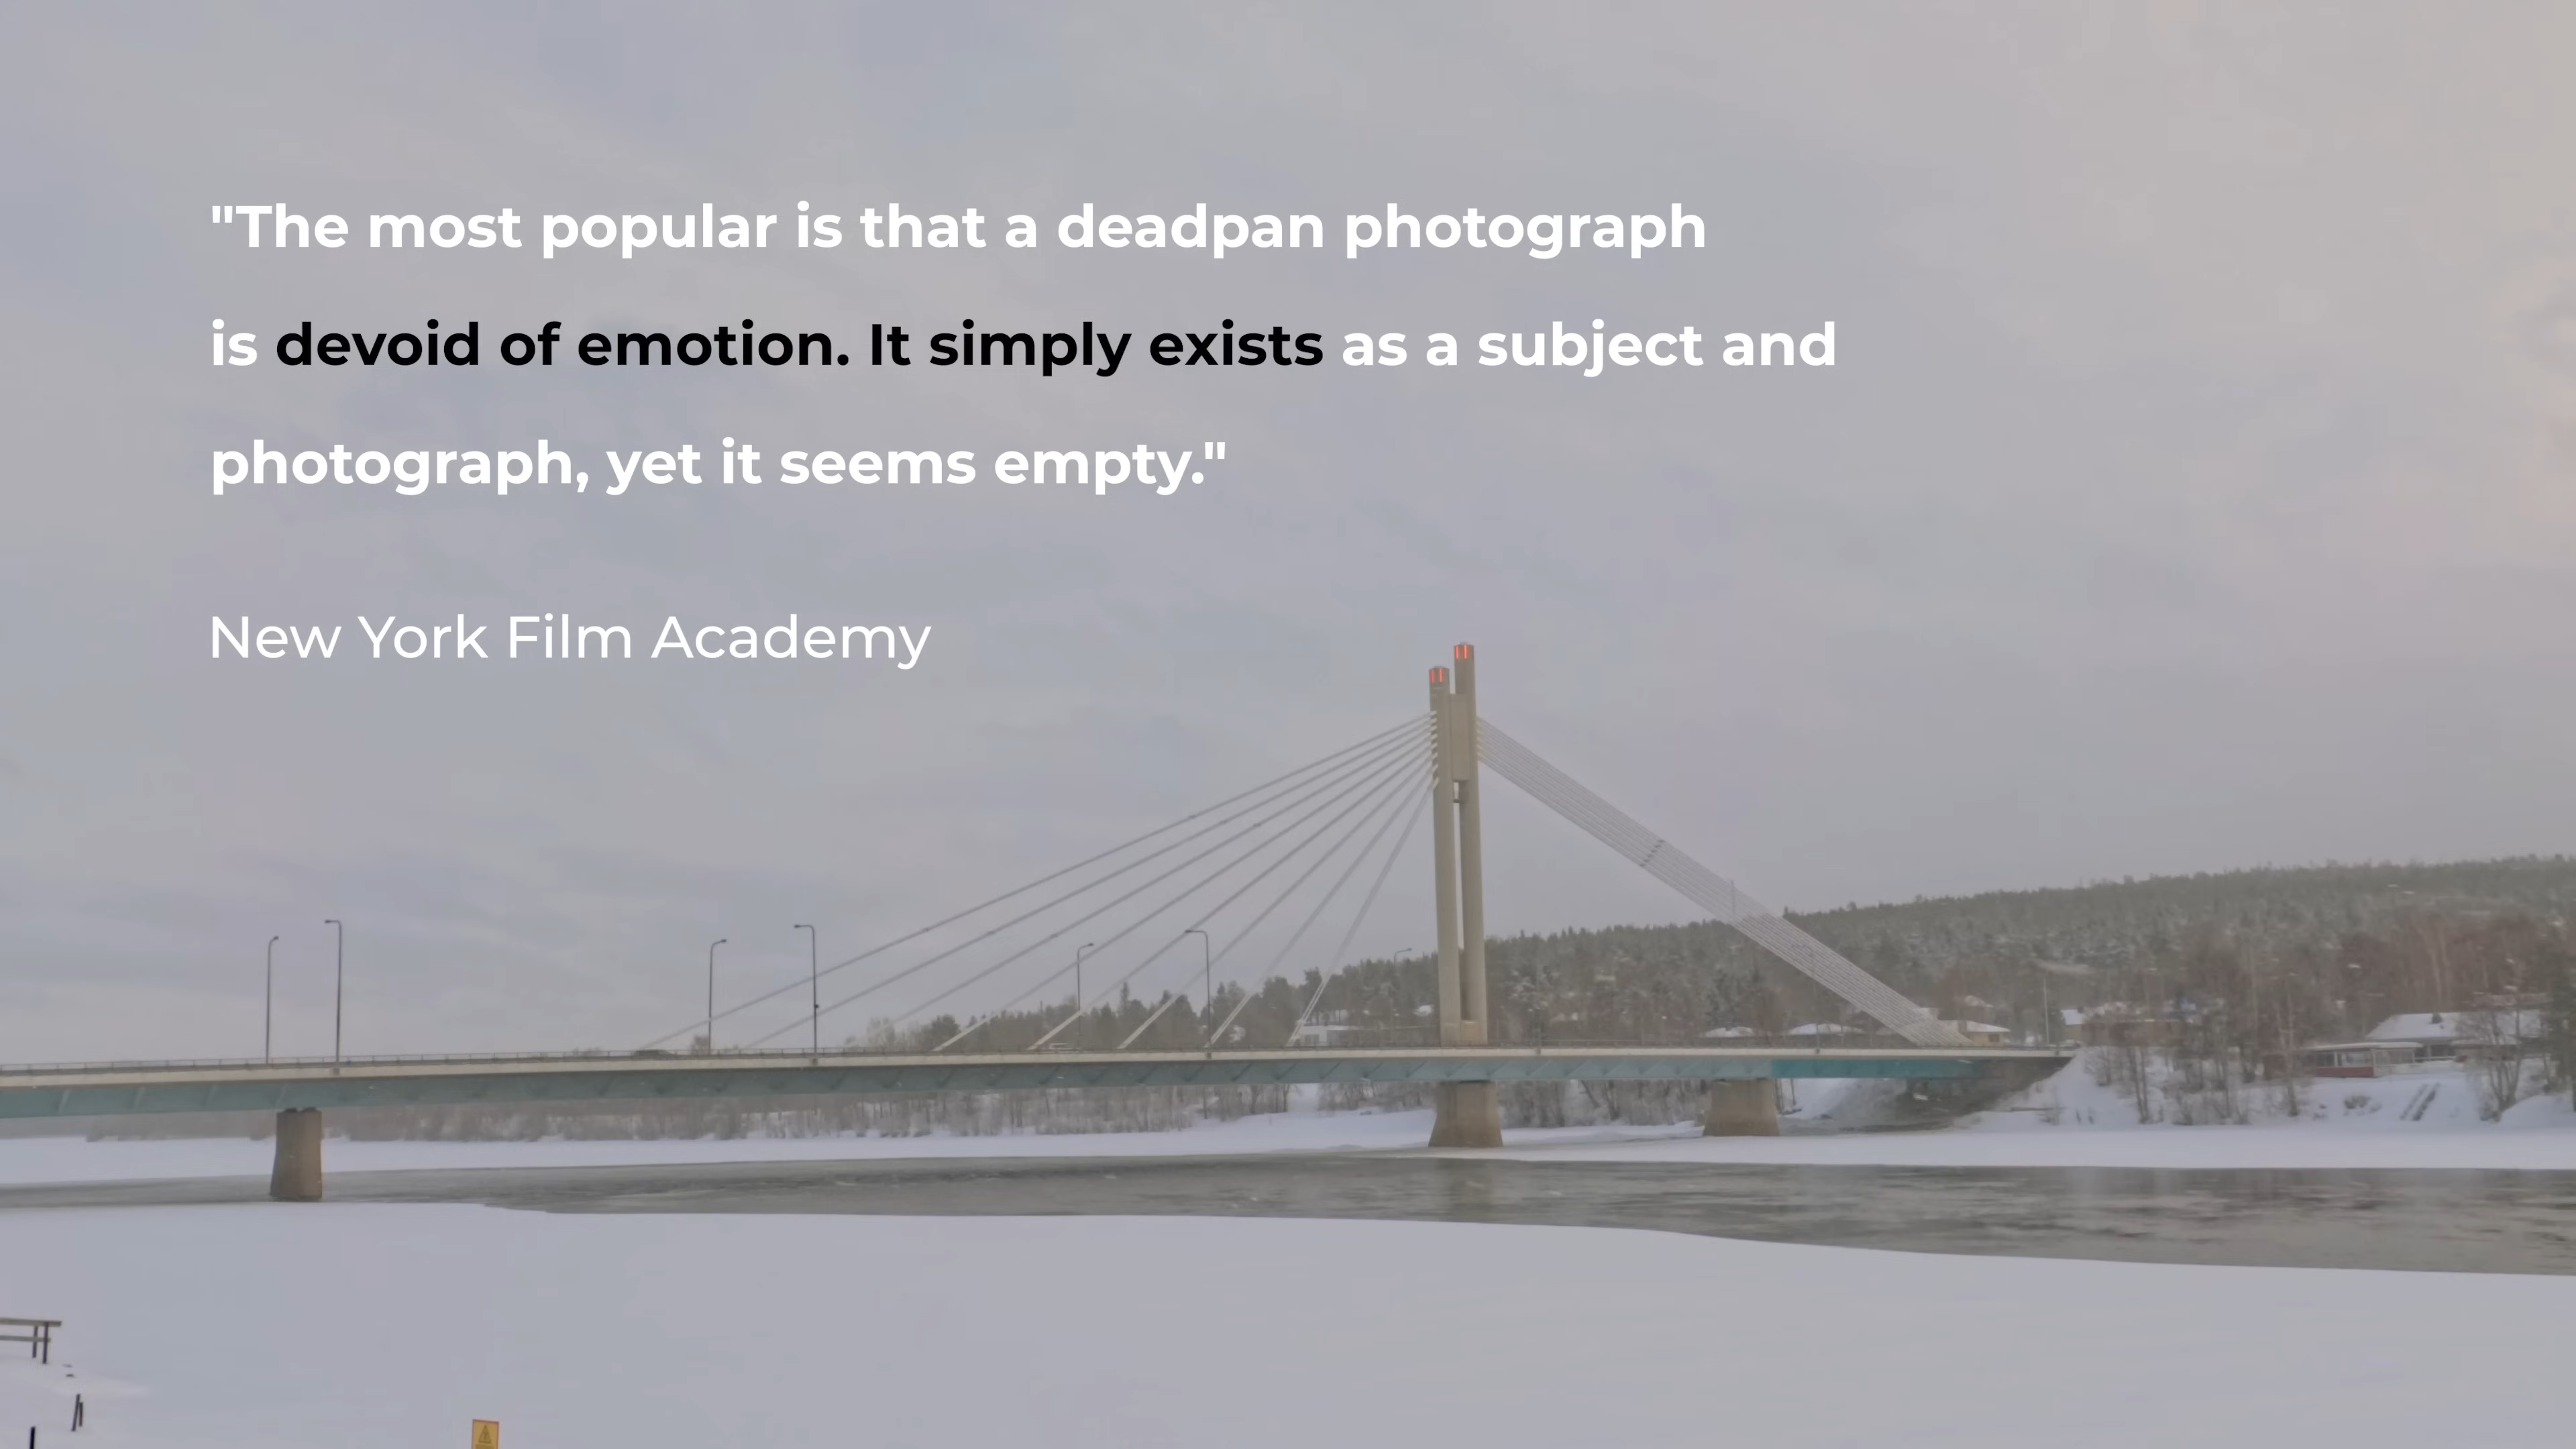 "The most popular is that a deadpan photograph
is devoid of emotion. It simply exists as a subject and
photograph, yet it seems empty."
New York Film Academy